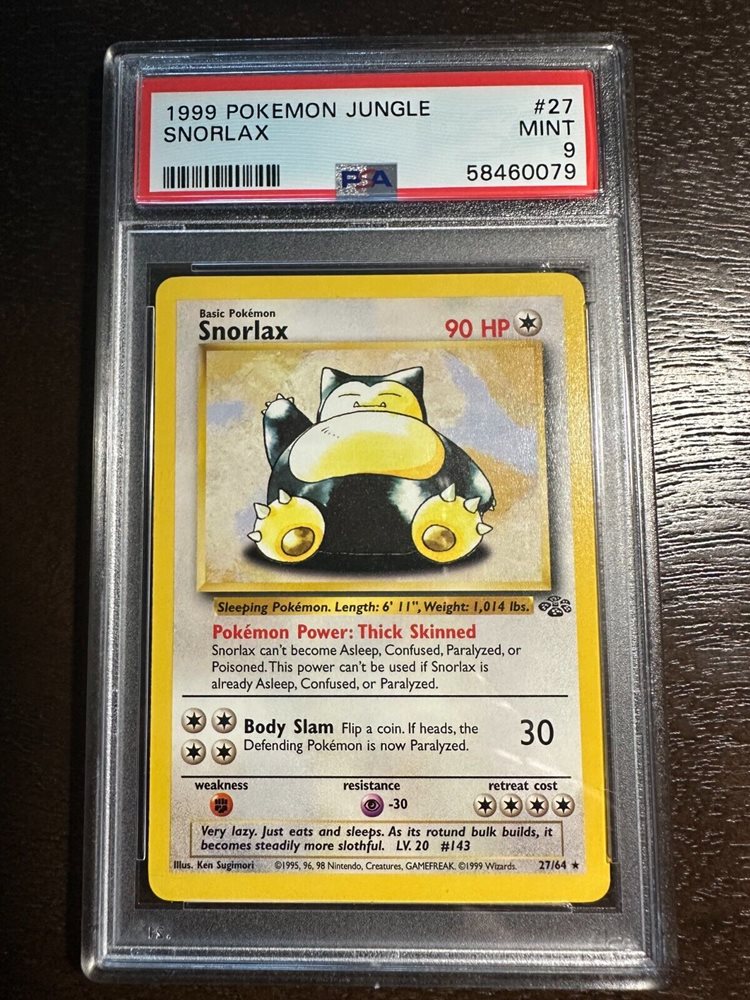 1999 POKEMON JUNGLE #27
SNORLAX MINT
9
PSA 58460079
Basic Pokémon
Snorlax 90 HP
Sleeping Pokémon. Length: 6' 11", Weight: 1,014 lbs.
Pokémon Power: Thick Skinned
Snorlax can't become Asleep, Confused, Paralyzed, or
Poisoned. This power can't be used if Snorlax is
already Asleep, Confused, or Paralyzed.
Body Slam Flip a coin. If heads, the
Defending Pokémon is now Paralyzed. 30
weakness resistance retreat cost
-30
Very lazy. Just eats and sleeps. As its rotund bulk builds, it
becomes steadily more slothful. LV. 20 #143
Illus. Ken Sugimori ©1995, 96, 98 Nintendo, Creatures, GAMEFREAK. ©1999 Wizards. 27/64 ★